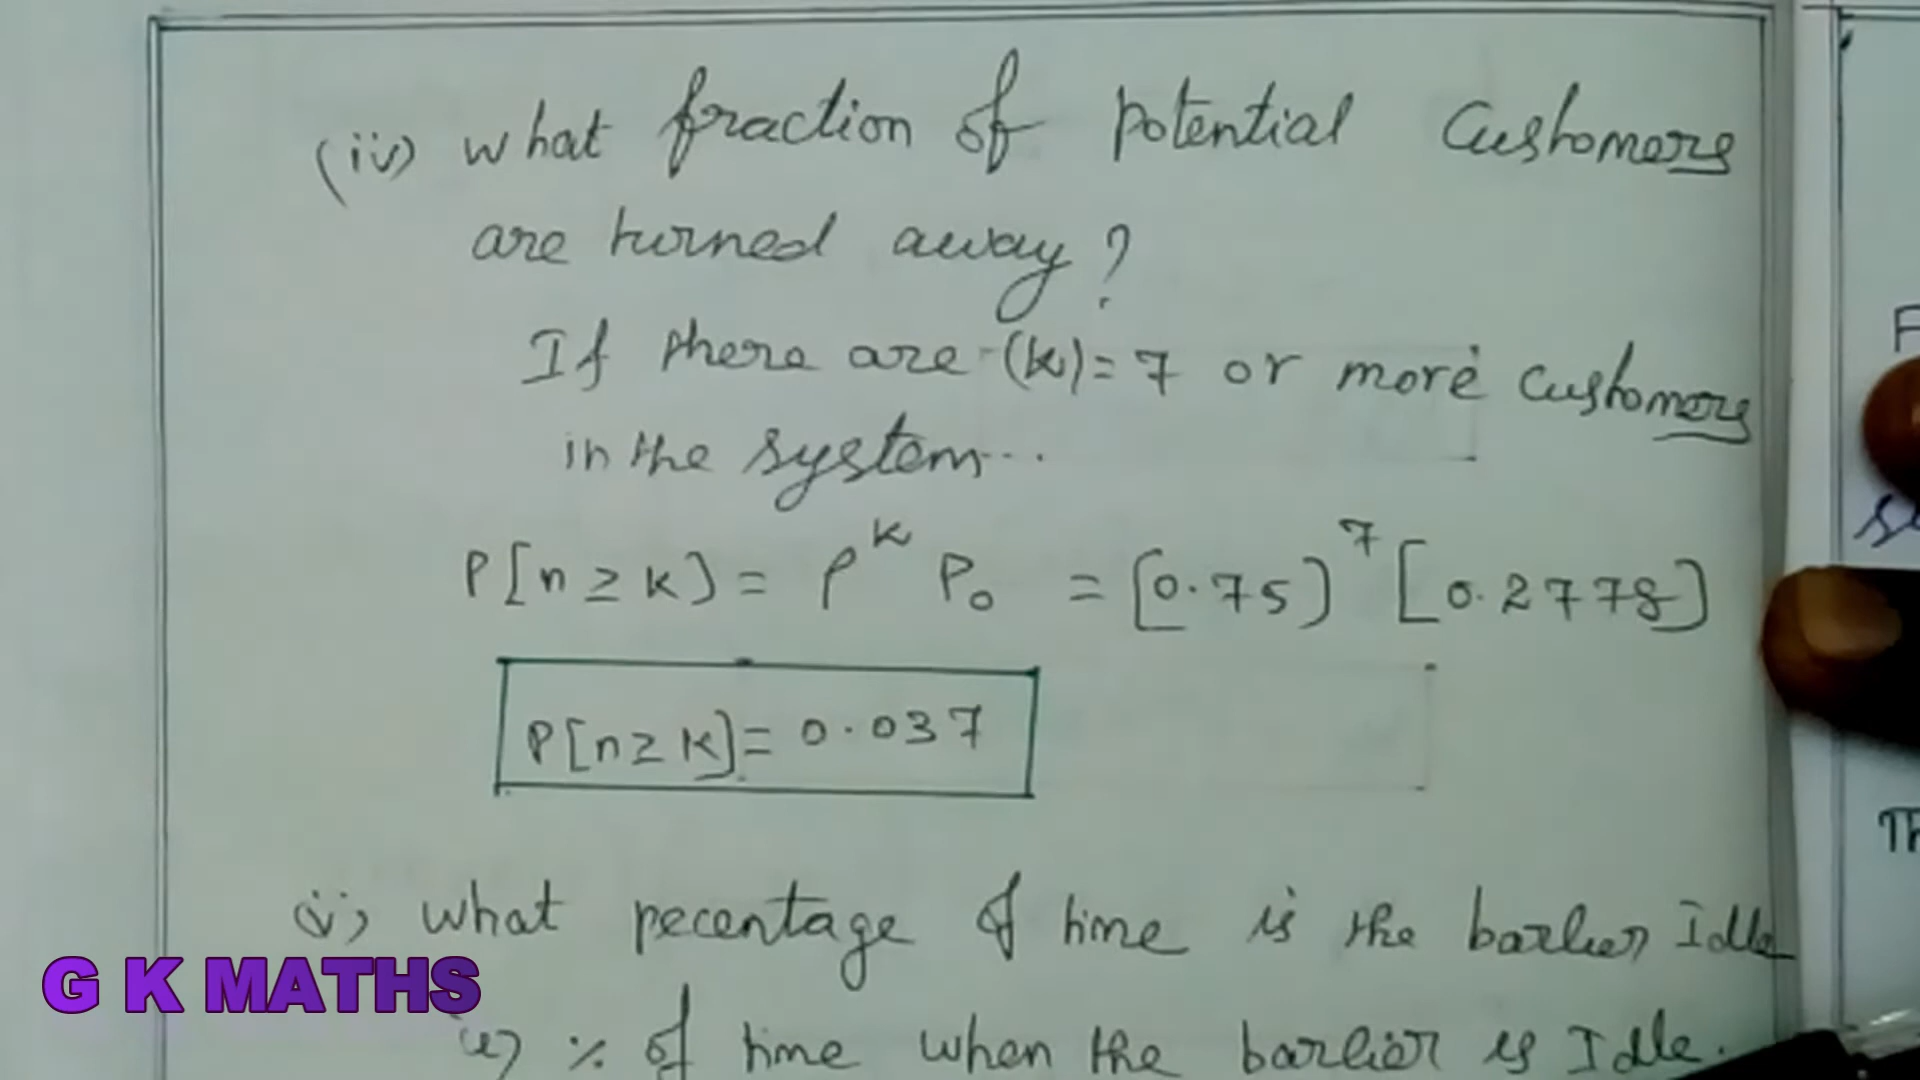 (iv) what fraction of potential Customers
are turned away?
If there are (k)=7 or more customers
in the system...
P[n ≥ k) = ρ^k P₀ = [0.75)^7 [0.2778)
P[n ≥ k] = 0.037
(v) what pecentage of time is the barber Idle
(ie) % of time when the barber is Idle.
G K MATHS